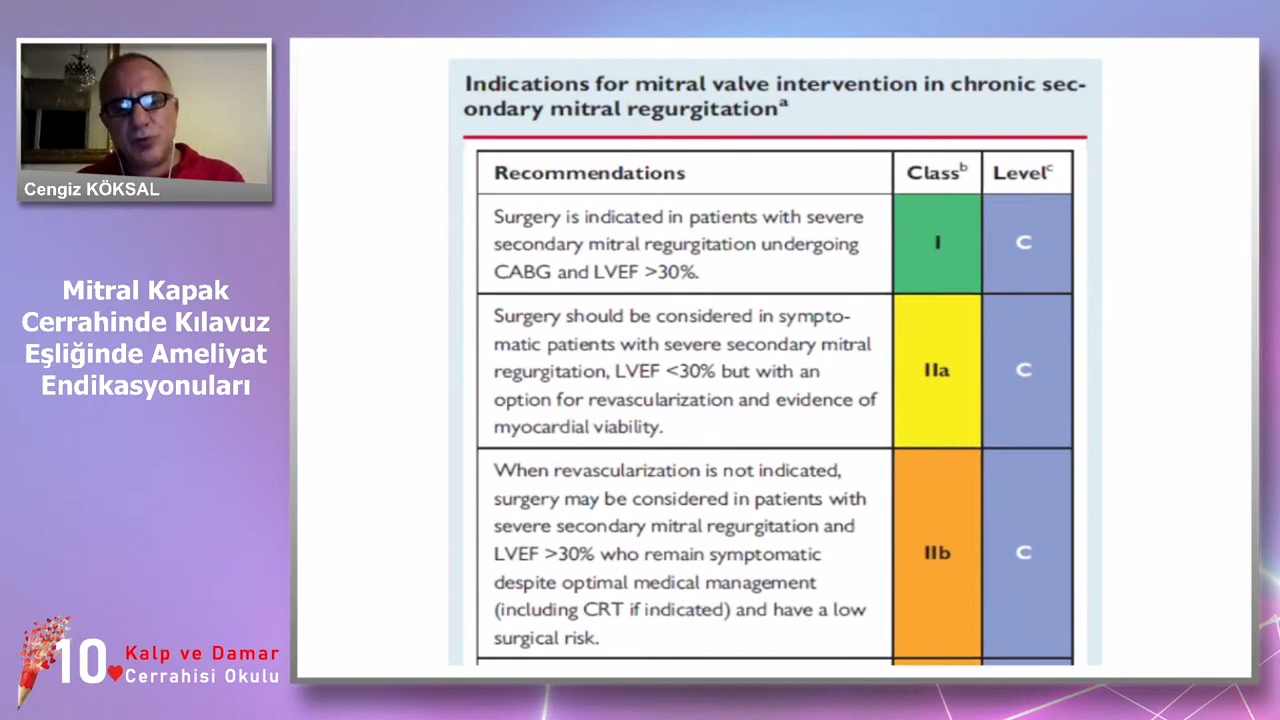 Cengiz KÖKSAL
Mitral Kapak
Cerrahinde Kılavuz
Eşliğinde Ameliyat
Endikasyonuları
10.
Kalp ve Damar
Cerrahisi Okulu
Indications for mitral valve intervention in chronic sec-
ondary mitral regurgitationᵃ
Recommendations Classᵇ Levelᶜ
Surgery is indicated in patients with severe
secondary mitral regurgitation undergoing
CABG and LVEF >30%.
I C
Surgery should be considered in sympto-
matic patients with severe secondary mitral
regurgitation, LVEF <30% but with an
option for revascularization and evidence of
myocardial viability.
IIa C
When revascularization is not indicated,
surgery may be considered in patients with
severe secondary mitral regurgitation and
LVEF >30% who remain symptomatic
despite optimal medical management
(including CRT if indicated) and have a low
surgical risk.
IIb C